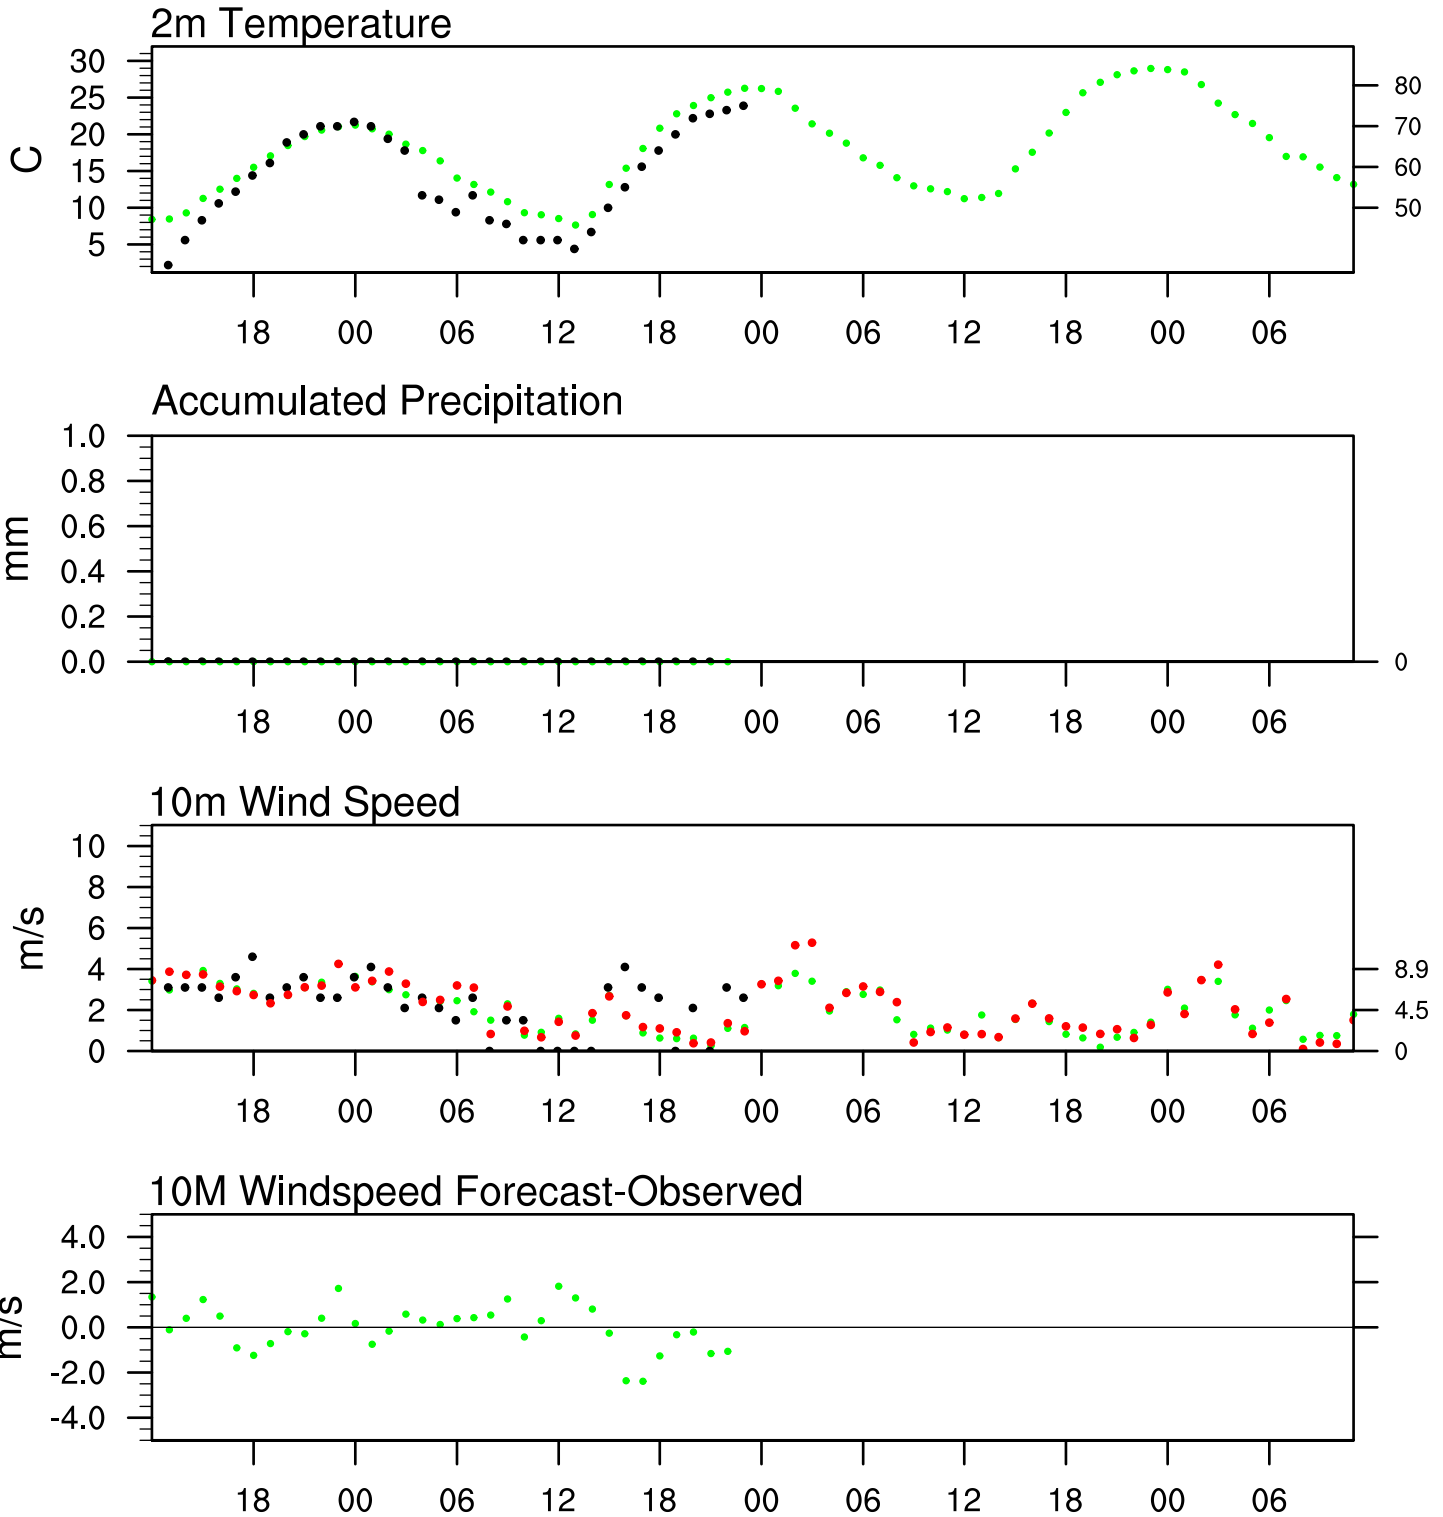 2m Temperature
30
25
20
15
10
5
C
80
70
60
50
18 00 06 12 18 00 06 12 18 00 06
Accumulated Precipitation
1.0
0.8
0.6
0.4
0.2
0.0
mm
0
18 00 06 12 18 00 06 12 18 00 06
10m Wind Speed
10
8
6
4
2
0
m/s
8.9
4.5
0
18 00 06 12 18 00 06 12 18 00 06
10M Windspeed Forecast-Observed
4.0
2.0
0.0
-2.0
-4.0
m/s
18 00 06 12 18 00 06 12 18 00 06